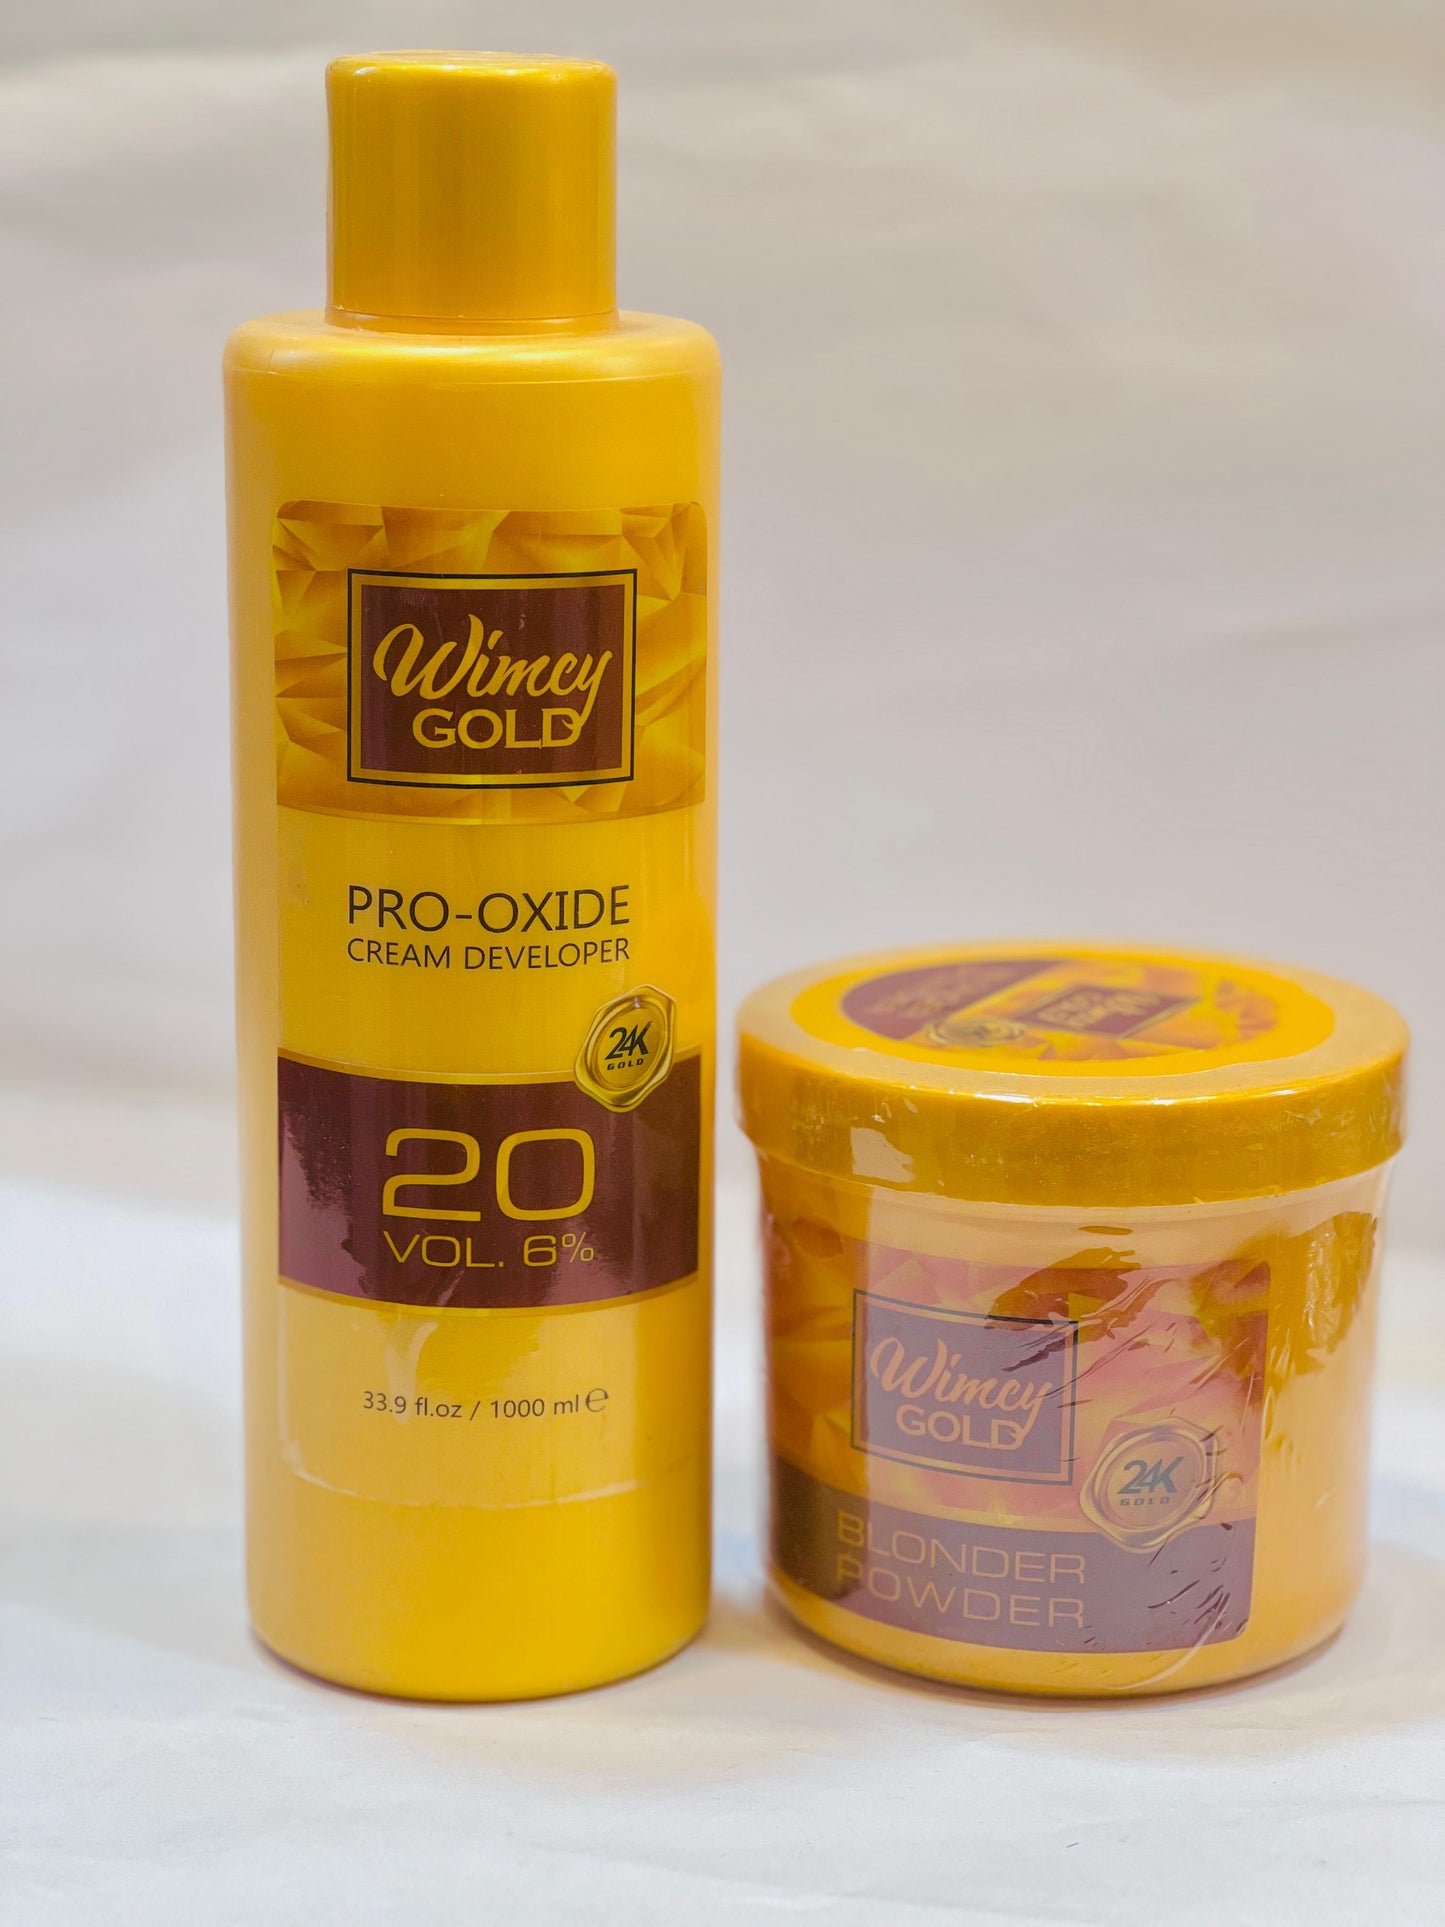 Wimcy
GOLD
PRO-OXIDE
CREAM DEVELOPER
24K
GOLD
20
VOL. 6%
33.9 fl.oz / 1000 ml ℮
Wimcy
GOLD
24K
GOLD
BLONDER
POWDER